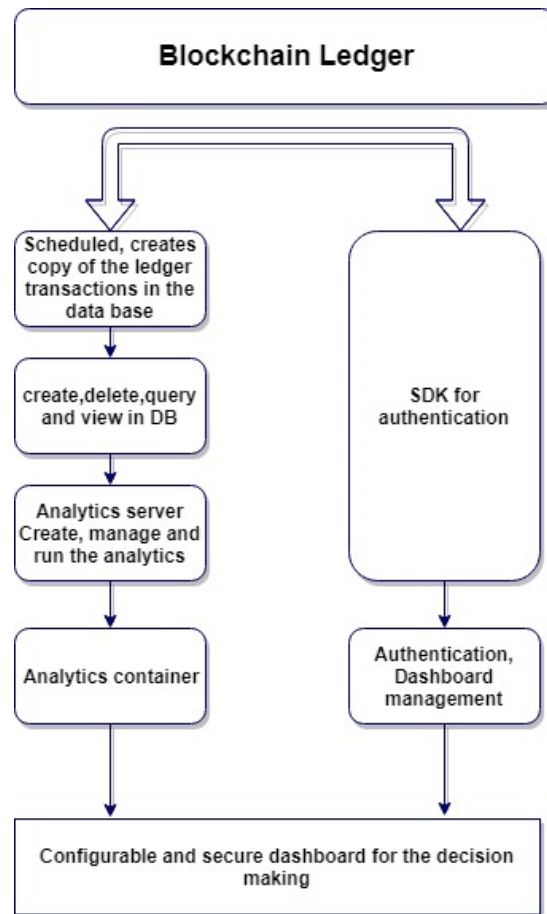 Blockchain Ledger
Scheduled, creates
copy of the ledger
transactions in the
data base
create,delete,query
and view in DB
Analytics server
Create, manage and
run the analytics
Analytics container
SDK for
authentication
Authentication,
Dashboard
management
Configurable and secure dashboard for the decision
making